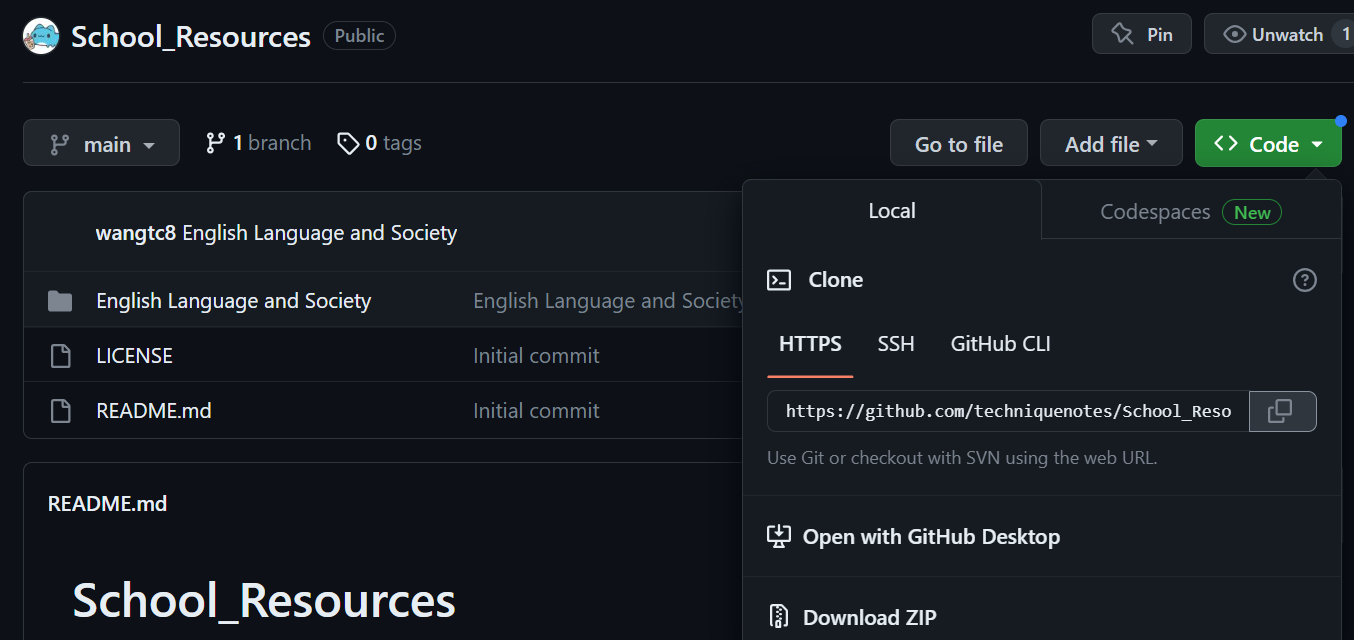 School_Resources Public Pin Unwatch 1
main 1 branch 0 tags Go to file Add file Code
wangtc8 English Language and Society
English Language and Society English Language and Society
LICENSE Initial commit
README.md Initial commit
README.md
School_Resources
Local Codespaces New
Clone
HTTPS SSH GitHub CLI
https://github.com/techniquenotes/School_Reso
Use Git or checkout with SVN using the web URL.
Open with GitHub Desktop
Download ZIP